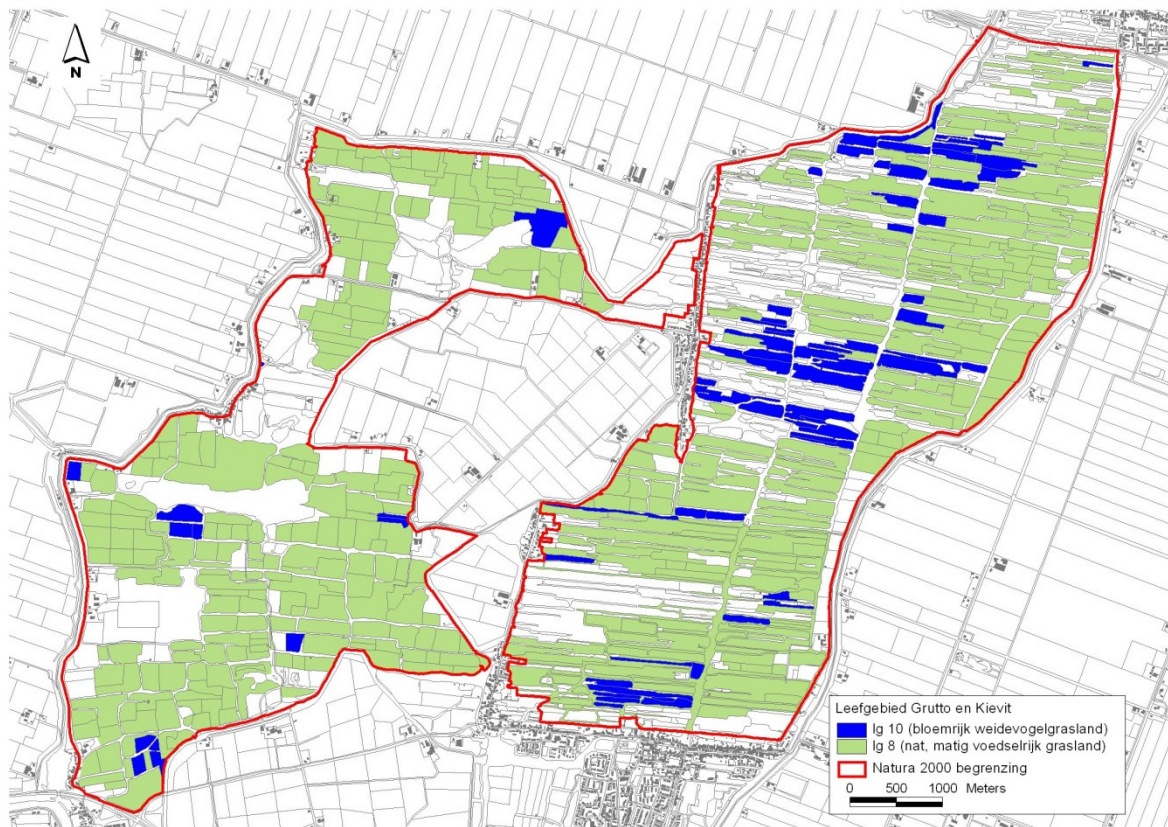 N
Leefgebied Grutto en Kievit
lg 10 (bloemrijk weidevogelgrasland)
lg 8 (nat, matig voedselrijk grasland)
Natura 2000 begrenzing
0 500 1000 Meters